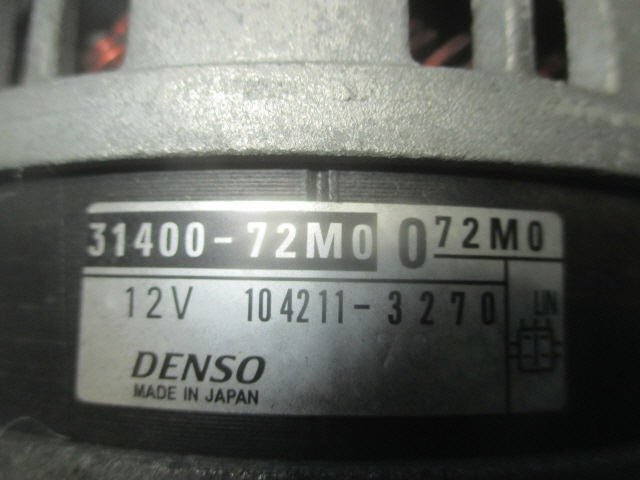 31400-72M0 0 72M0
12V 104211-3270 LIN
DENSO
MADE IN JAPAN